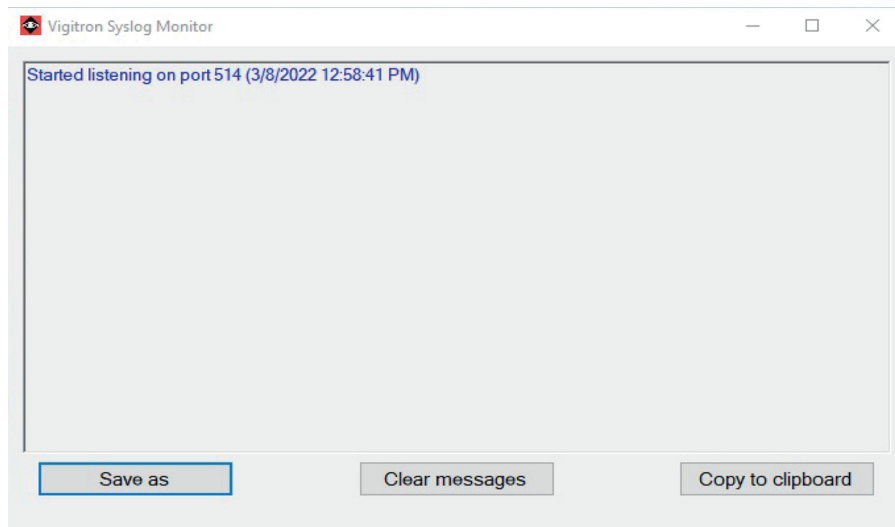 Vigitron Syslog Monitor
Started listening on port 514 (3/8/2022 12:58:41 PM)
Save as
Clear messages
Copy to clipboard